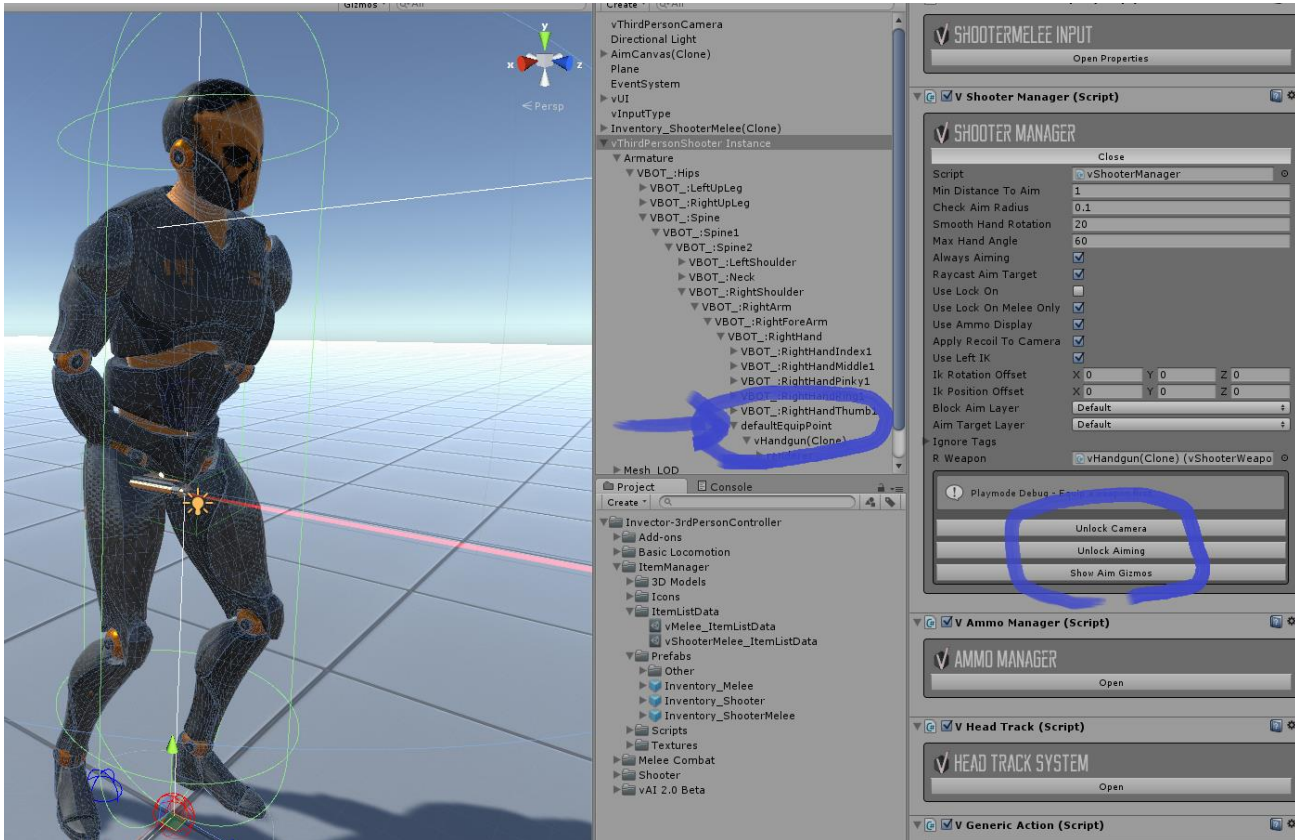 Gizmos
All
y
x
z
Persp
Create
All
vThirdPersonCamera
Directional Light
AimCanvas(Clone)
Plane
EventSystem
vUI
vInputType
Inventory_ShooterMelee(Clone)
vThirdPersonShooter Instance
Armature
VBOT_:Hips
VBOT_:LeftUpLeg
VBOT_:RightUpLeg
VBOT_:Spine
VBOT_:Spine1
VBOT_:Spine2
VBOT_:LeftShoulder
VBOT_:Neck
VBOT_:RightShoulder
VBOT_:RightArm
VBOT_:RightForeArm
VBOT_:RightHand
VBOT_:RightHandIndex1
VBOT_:RightHandMiddle1
VBOT_:RightHandPinky1
VBOT_:RightHandRing1
VBOT_:RightHandThumb1
defaultEquipPoint
vHandgun(Clone)
Mesh_LOD
Project
Console
Create
Invector-3rdPersonController
Add-ons
Basic Locomotion
ItemManager
3D Models
Icons
ItemListData
vMelee_ItemListData
vShooterMelee_ItemListData
Prefabs
Other
Inventory_Melee
Inventory_Shooter
Inventory_ShooterMelee
Scripts
Textures
Melee Combat
Shooter
vAI 2.0 Beta
SHOOTERMELEE INPUT
Open Properties
V Shooter Manager (Script)
SHOOTER MANAGER
Close
Script vShooterManager
Min Distance To Aim 1
Check Aim Radius 0.1
Smooth Hand Rotation 20
Max Hand Angle 60
Always Aiming
Raycast Aim Target
Use Lock On
Use Lock On Melee Only
Use Ammo Display
Apply Recoil To Camera
Use Left IK
Ik Rotation Offset X 0 Y 0 Z 0
Ik Position Offset X 0 Y 0 Z 0
Block Aim Layer Default
Aim Target Layer Default
Ignore Tags
R Weapon vHandgun(Clone) (vShooterWeapo
Playmode Debug - Equip
Unlock Camera
Unlock Aiming
Show Aim Gizmos
V Ammo Manager (Script)
AMMO MANAGER
Open
V Head Track (Script)
HEAD TRACK SYSTEM
Open
V Generic Action (Script)